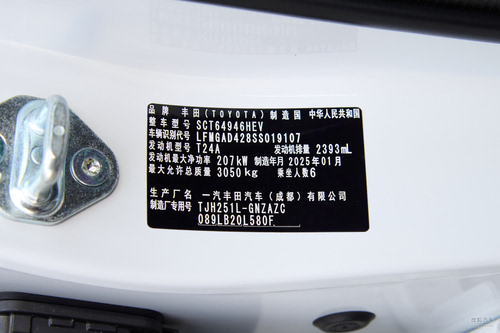 品牌 丰田(TOYOTA) 制造国 中华人民共和国
整车型号 SCT64946HEV
车辆识别代号 LFMGAD428SS019107
发动机型号 T24A 发动机排量 2393mL
发动机最大净功率 207kW 制造年月 2025年01月
最大允许总质量 3050kg 乘坐人数6
生产厂名 一汽丰田汽车(成都)有限公司
制造厂专用号 TJH251L-GNZAZC
089LB20L580F